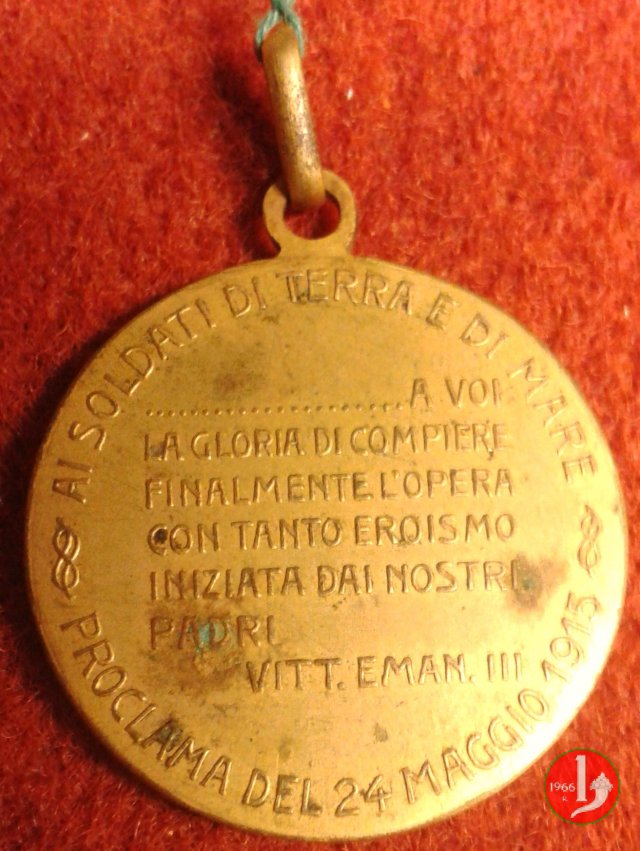 AI SOLDATI DI TERRA E DI MARE
....................A VOI
LA GLORIA DI COMPIERE
FINALMENTE L'OPERA
CON TANTO EROISMO
INIZIATA DAI NOSTRI
PADRI
VITT. EMAN. III
PROCLAMA DEL 24 MAGGIO 1915
1966
R